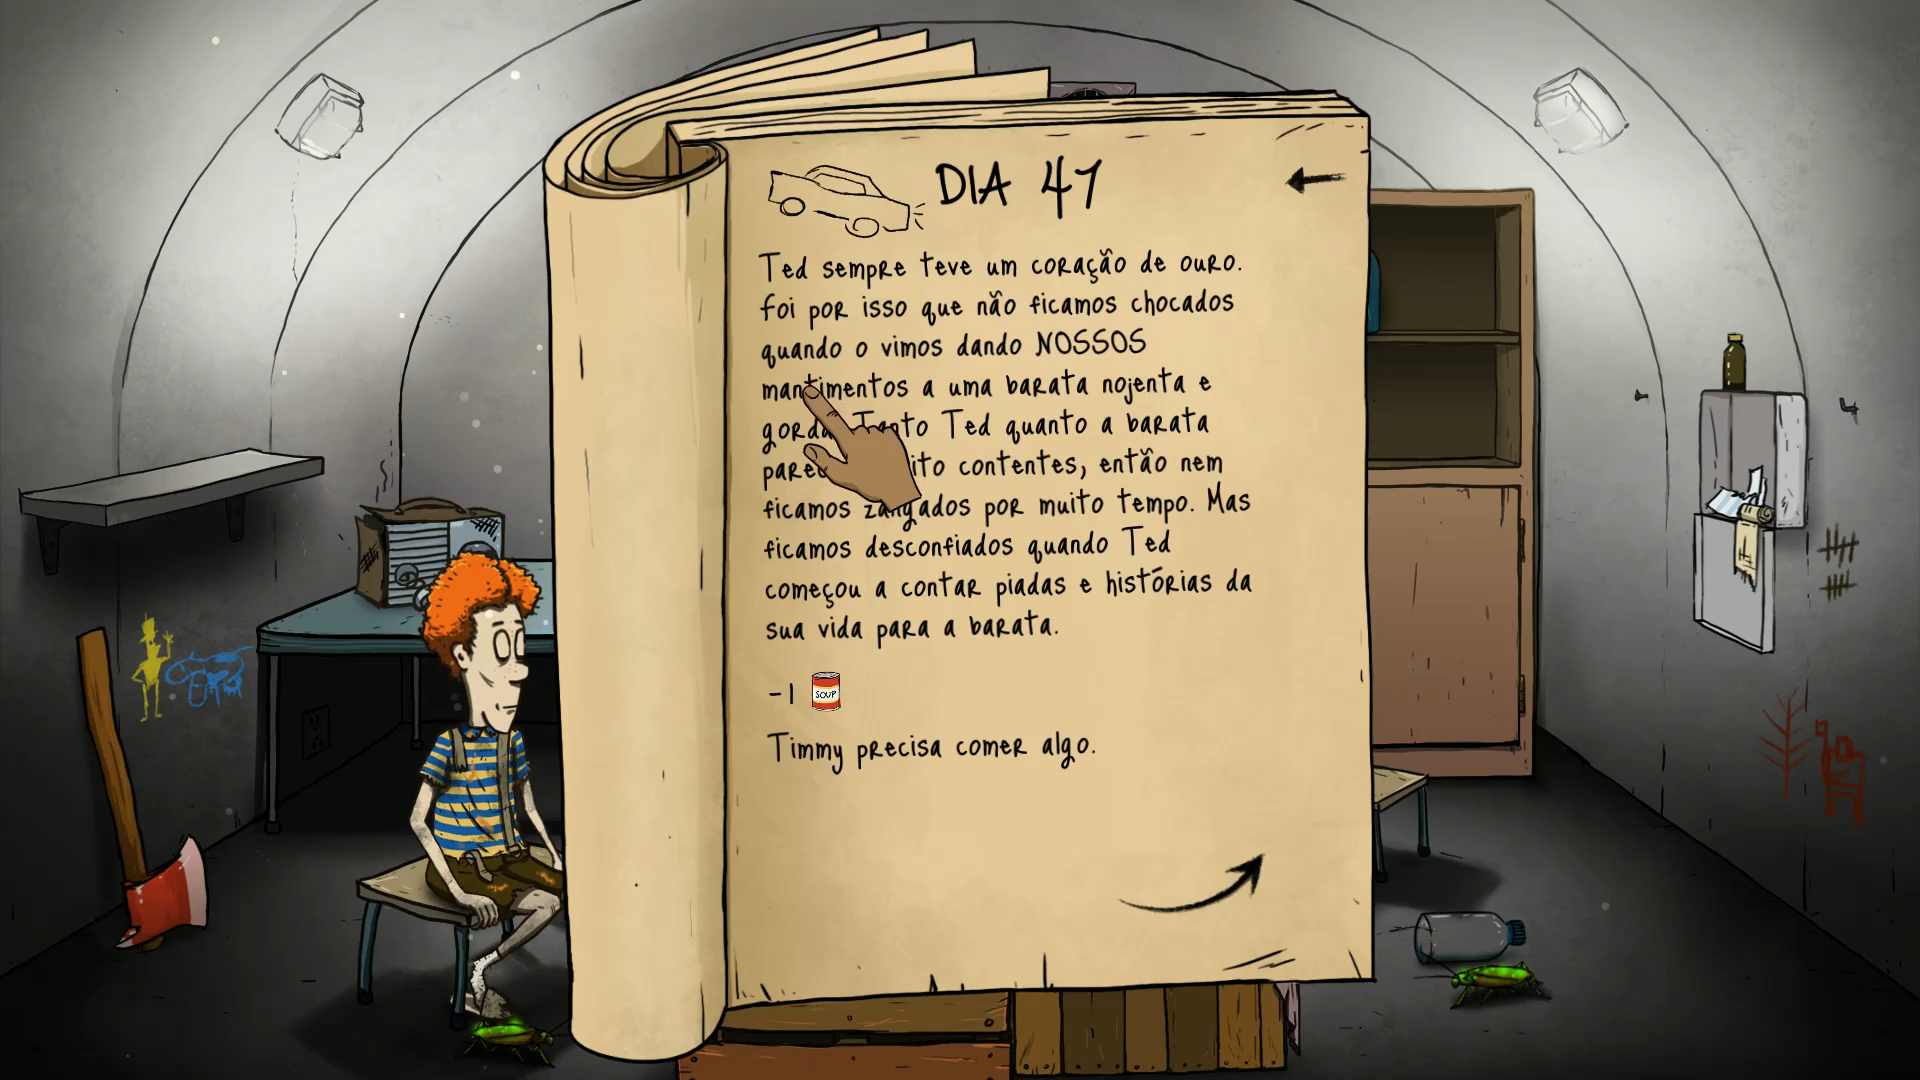 DIA 47
Ted sempre teve um coração de ouro.
Foi por isso que não ficamos chocados
quando o vimos dando NOSSOS
mantimentos a uma barata nojenta e
Ted quanto a barata
contentes, então nem
ficamos zangados por muito tempo. Mas
ficamos desconfiados quando Ted
começou a contar piadas e histórias da
sua vida para a barata.
-1 SOUP
Timmy precisa comer algo.